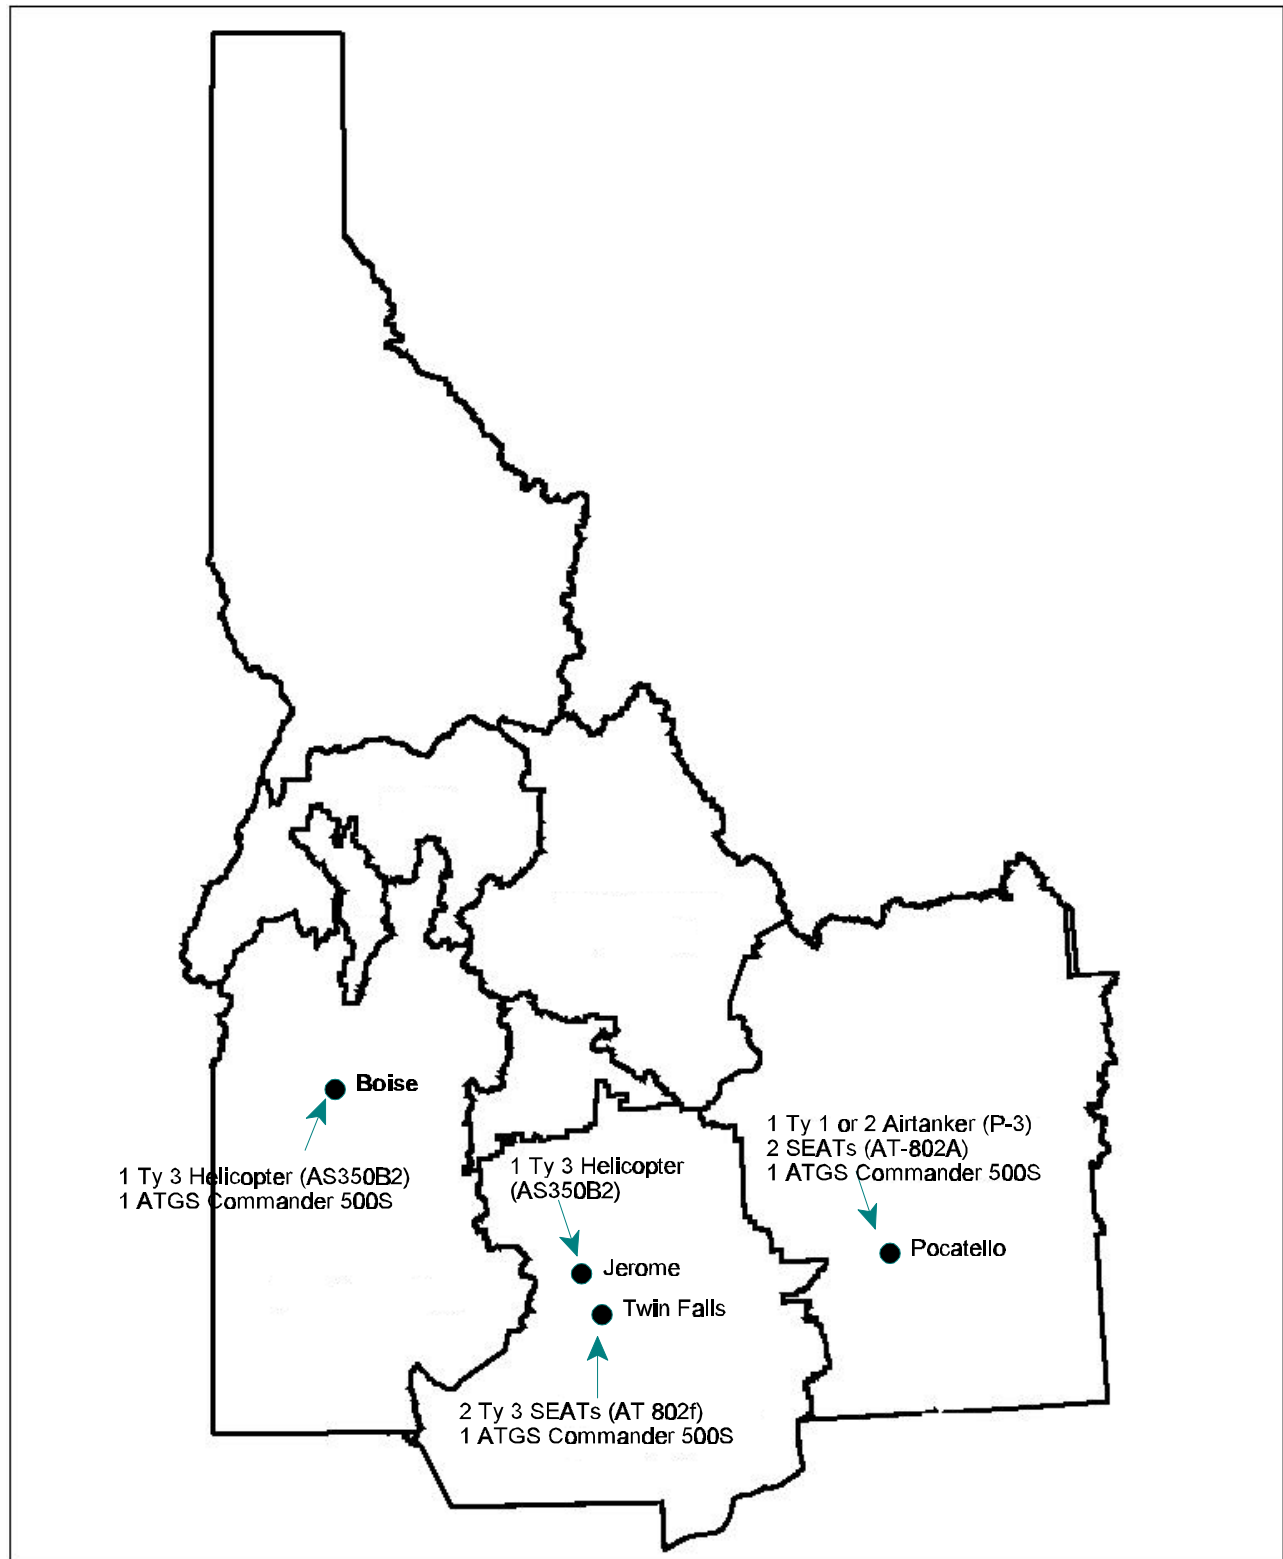 Boise
1 Ty 3 Helicopter (AS350B2)
1 ATGS Commander 500S
1 Ty 3 Helicopter
(AS350B2)
Jerome
Twin Falls
2 Ty 3 SEATs (AT 802f)
1 ATGS Commander 500S
1 Ty 1 or 2 Airtanker (P-3)
2 SEATs (AT-802A)
1 ATGS Commander 500S
Pocatello